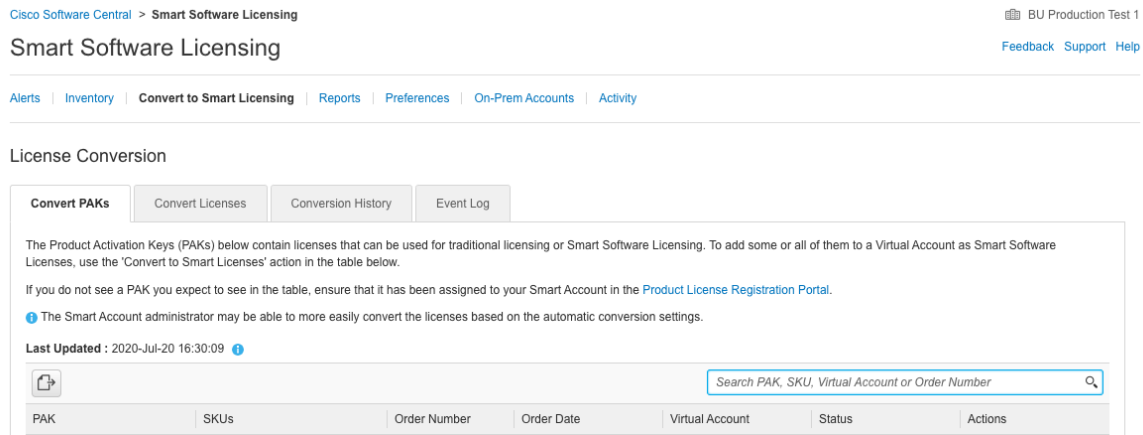 Cisco Software Central > Smart Software Licensing
BU Production Test 1
Smart Software Licensing
Feedback Support Help
Alerts | Inventory | Convert to Smart Licensing | Reports | Preferences | On-Prem Accounts | Activity
License Conversion
Convert PAKs Convert Licenses Conversion History Event Log
The Product Activation Keys (PAKs) below contain licenses that can be used for traditional licensing or Smart Software Licensing. To add some or all of them to a Virtual Account as Smart Software
Licenses, use the 'Convert to Smart Licenses' action in the table below.
If you do not see a PAK you expect to see in the table, ensure that it has been assigned to your Smart Account in the Product License Registration Portal.
The Smart Account administrator may be able to more easily convert the licenses based on the automatic conversion settings.
Last Updated : 2020-Jul-20 16:30:09
Search PAK, SKU, Virtual Account or Order Number
PAK SKUs Order Number Order Date Virtual Account Status Actions